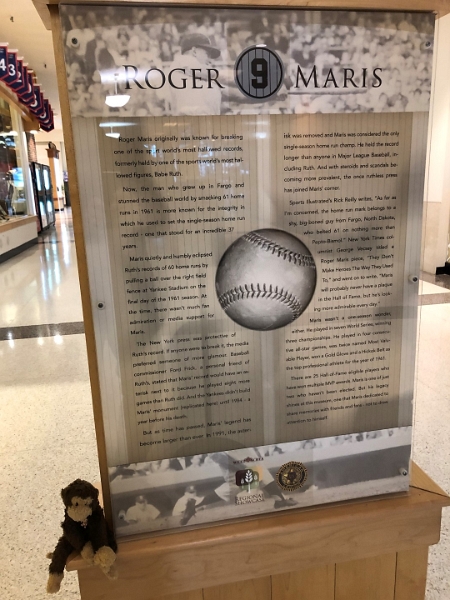 ROGER 9 MARIS
Roger Maris originally was known for breaking
one of the sport world's most hallowed records,
formerly held by one of the sports world's most hal-
lowed figures, Babe Ruth.
Now, the man who grew up in Fargo and
stunned the baseball world by smacking 61 home
runs in 1961 is more known for the integrity in
which he used to set the single-season home run
record - one that stood for an incredible 37
years.
Maris quietly and humbly eclipsed
Ruth's records of 60 home runs by
pulling a ball over the right field
fence at Yankee Stadium on the
final day of the 1961 season. At
the time, there wasn't much fan
admiration or media support for
Maris.
The New York press was protective of
Ruth's record. If anyone were to break it, the media
preferred someone of more glamour. Baseball
commissioner Ford Frick, a personal friend of
Ruth's, stated that Maris' record would have an as-
terisk next to it because he played eight more
games than Ruth did. And the Yankees didn't build
Maris' monument (replicated here) until 1984 - a
year before his death.
But as time has passed, Maris' legend has
become larger than ever. In 1991, the aster-
isk was removed and Maris was considered the only
single-season home run champ. He held the record
longer than anyone in Major League Baseball, in-
cluding Ruth. And with steroids and scandals be-
coming more prevalent, the once ruthless press
has joined Maris' corner.
Sports Illustrated's Rick Reilly writes, "As far as
I'm concerned, the home run mark belongs to a
shy, big-boned guy from Fargo, North Dakota,
who belted 61 on nothing more than
Papes-Blared." New York Times col-
umnist George Vecsey titled a
Roger Maris piece, "They Don't
Make Heroes The Way They Used
To," and went on to write: "Maris
will probably never have a plaque
in the Hall of Fame, but he's look-
ing more admirable every day."
Maris wasn't a one-season wonder,
either. He played in seven World Series, winning
three championships. He played in four consecu-
tive all-star games, was twice named Most Valu-
able Player, won a Gold Glove and a Hickok Belt as
the top professional athlete for the year of 1961.
There are 25 Hall-of-Fame eligible players who
have won multiple MVP awards. Maris is one of just
two who haven't been elected. But his legacy
shines at this museum, one that Maris dedicated to
share memories with friends and fans - not to draw
attention to himself.
REGIONAL
SHOWCASE